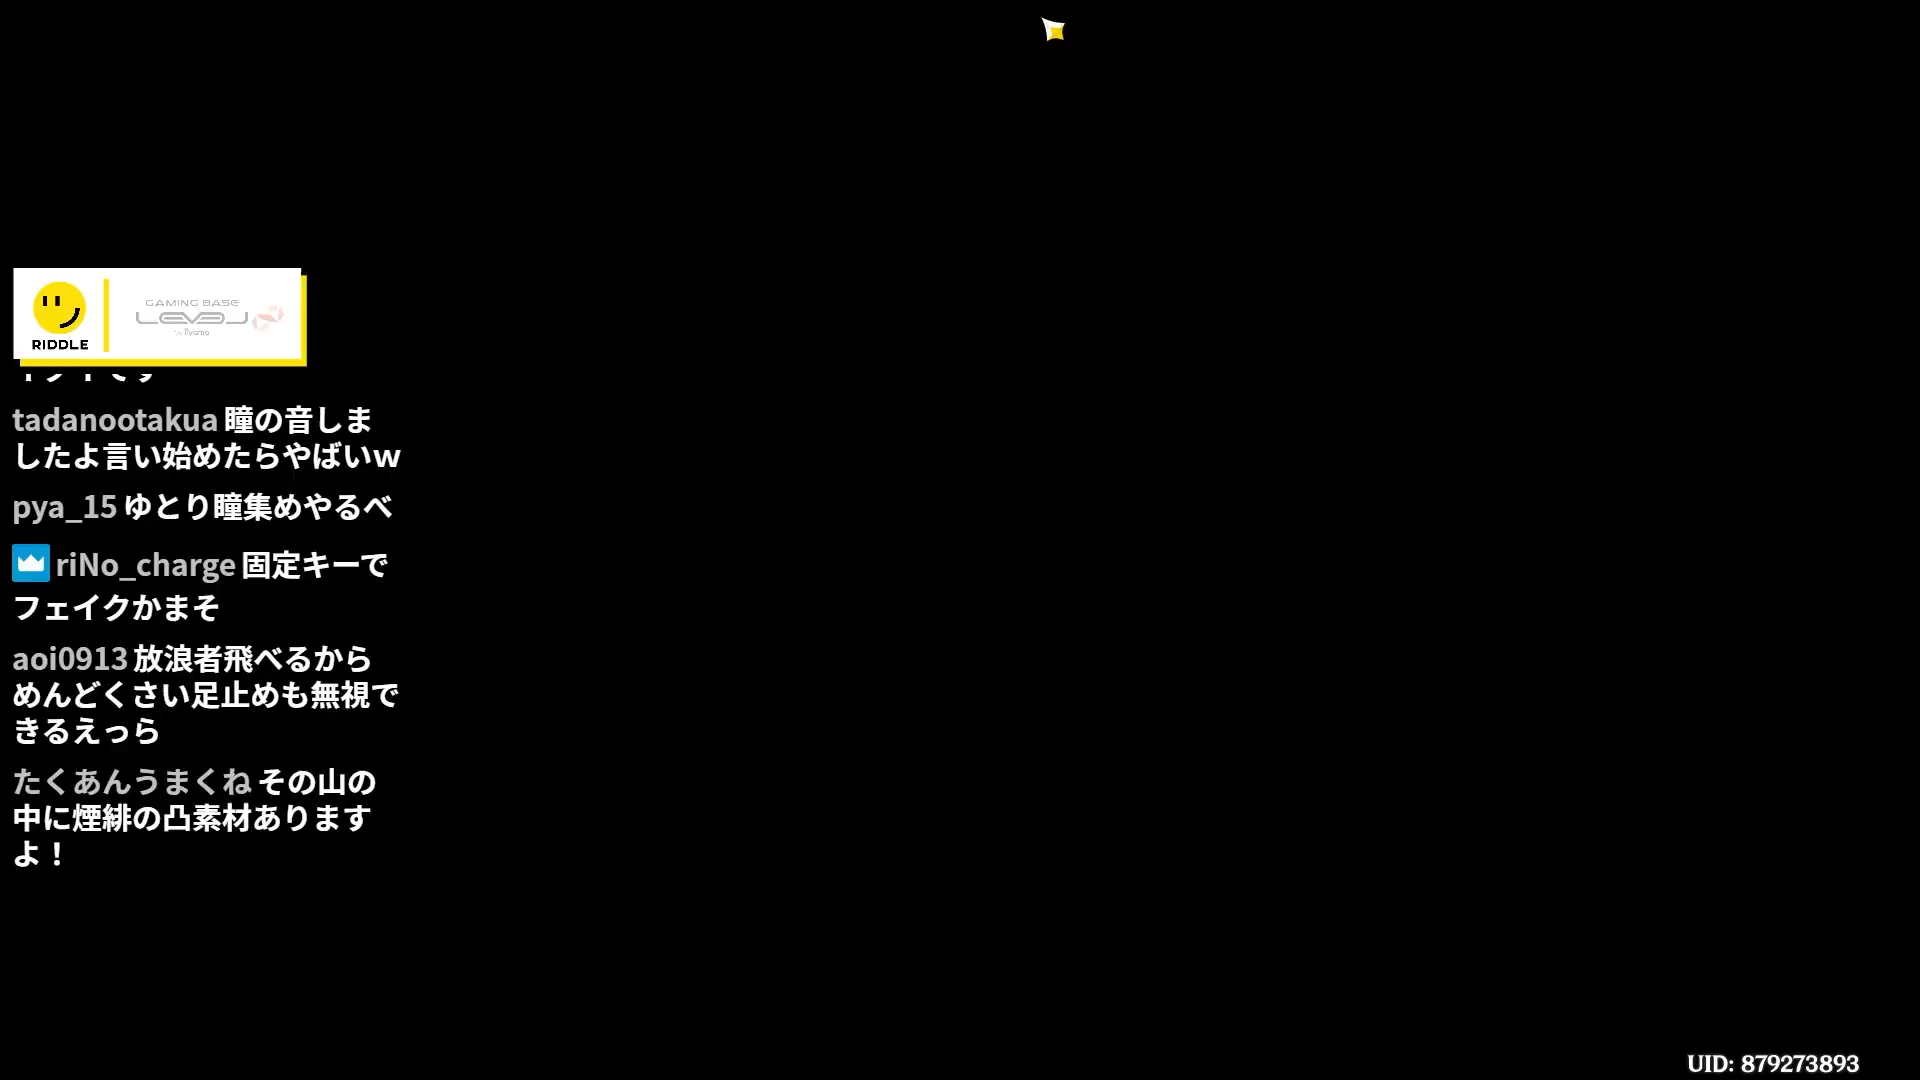 GAMING BASE
LEVEL
iiyama
RIDDLE
tadanootakua 瞳の音しま
したよ言い始めたらやばいw
pya_15 ゆとり瞳集めやるべ
riNo_charge 固定キーで
フェイクかまそ
aoi0913 放浪者飛べるから
めんどくさい足止めも無視で
きるえっら
たくあんうまくね その山の
中に煙緋の凸素材あります
よ！
UID: 879273893